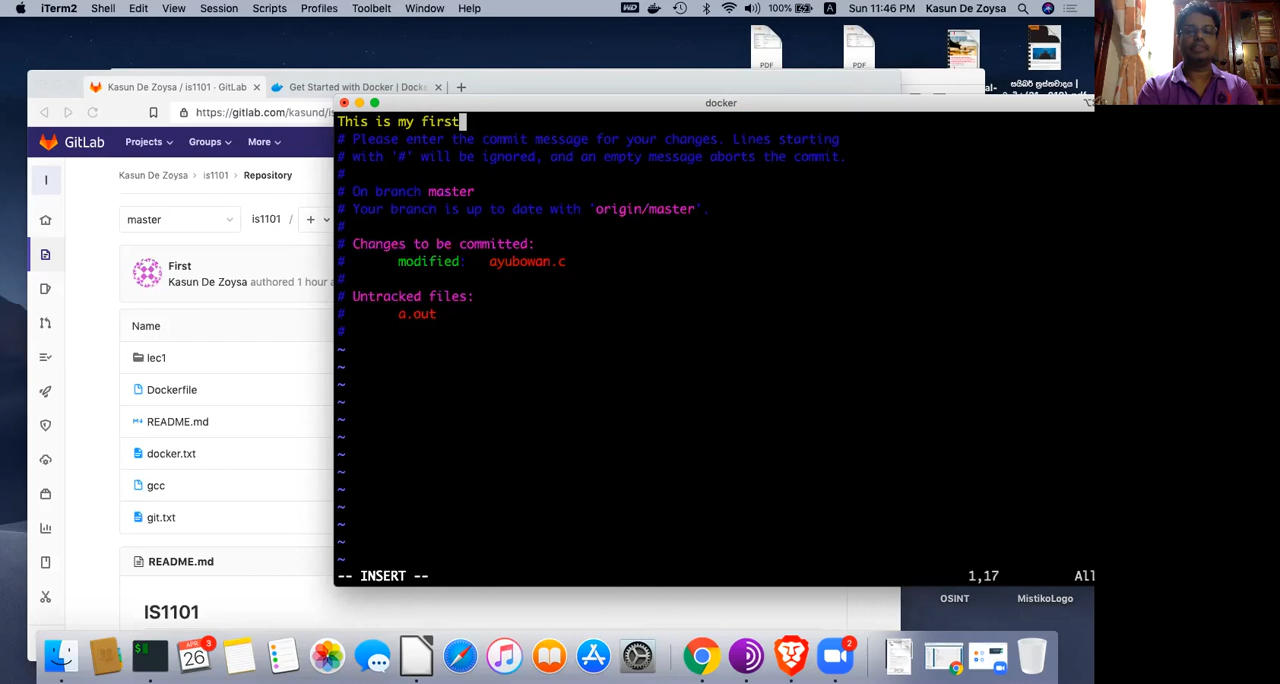 iTerm2 Shell Edit View Session Scripts Profiles Toolbelt Window Help 100% A Sun 11:46 PM Kasun De Zoysa
PDF PDF
Kasun De Zoysa / is1101 · GitLab Get Started with Docker | Dock
https://gitlab.com/kasund/is
docker
GitLab Projects Groups More
I
Kasun De Zoysa › is1101 › Repository
master is1101 / +
First
Kasun De Zoysa authored 1 hour a
Name
lec1
Dockerfile
README.md
docker.txt
gcc
git.txt
README.md
IS1101
This is my first
# Please enter the commit message for your changes. Lines starting
# with '#' will be ignored, and an empty message aborts the commit.
#
# On branch master
# Your branch is up to date with 'origin/master'.
#
# Changes to be committed:
# modified: ayubowan.c
#
# Untracked files:
# a.out
#
~
~
~
~
~
~
~
~
~
~
~
~
~
-- INSERT -- 1,17 All
OSINT MistikoLogo
APR 26 3 2